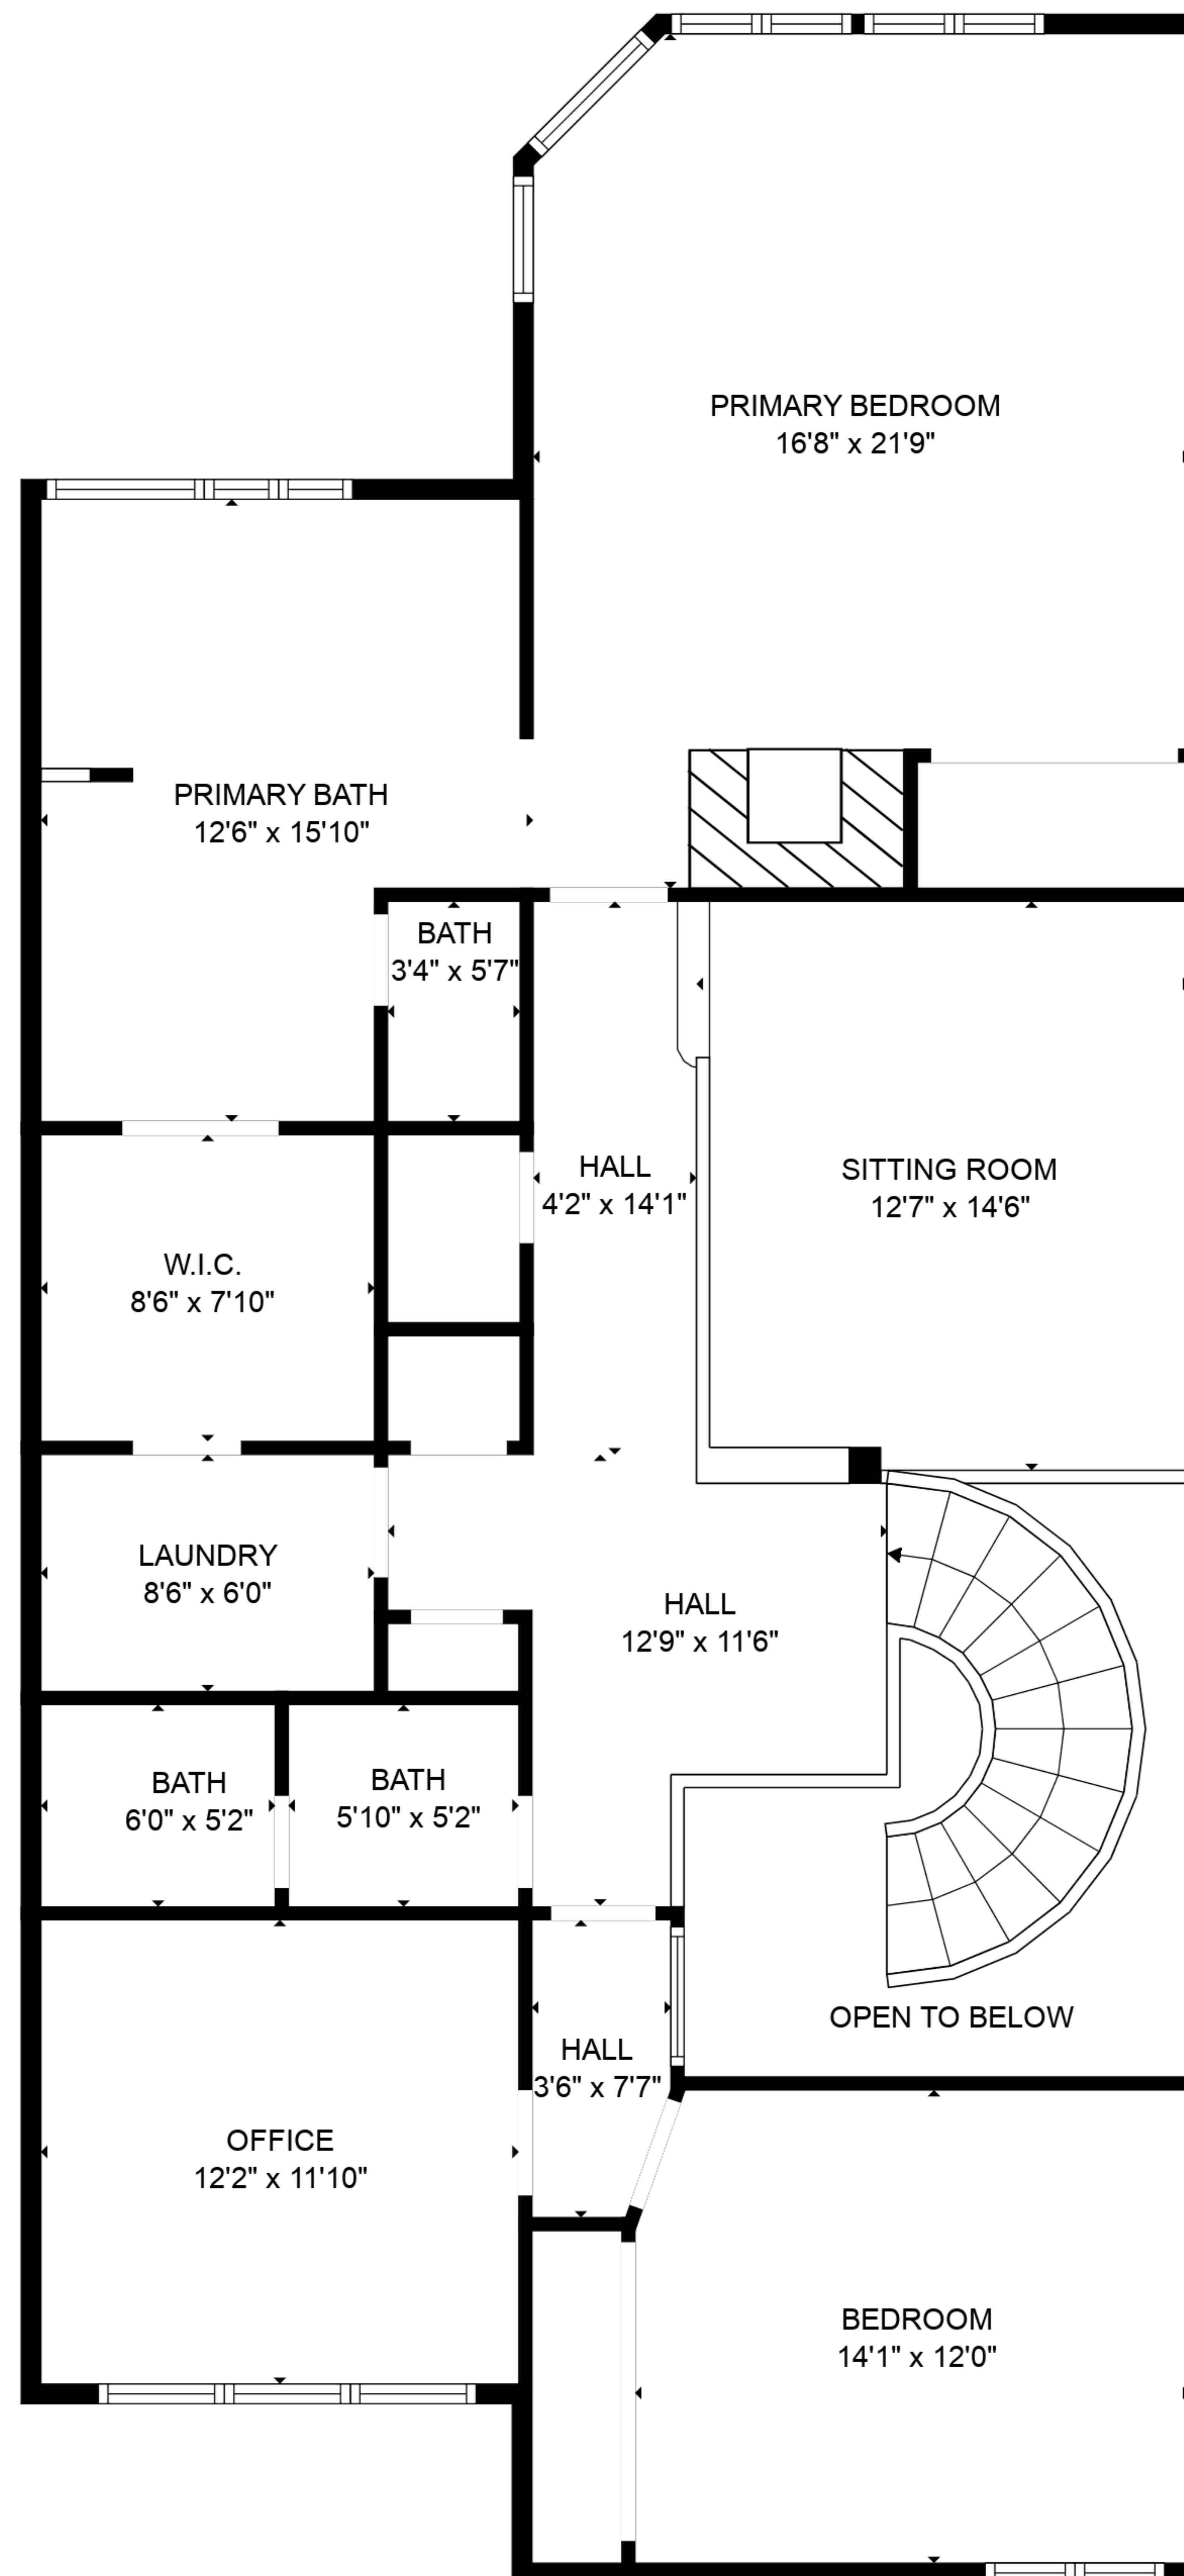 PRIMARY BEDROOM
16'8" x 21'9"
PRIMARY BATH
12'6" x 15'10"
BATH
3'4" x 5'7"
HALL
4'2" x 14'1"
SITTING ROOM
12'7" x 14'6"
W.I.C.
8'6" x 7'10"
LAUNDRY
8'6" x 6'0"
HALL
12'9" x 11'6"
BATH
6'0" x 5'2"
BATH
5'10" x 5'2"
OPEN TO BELOW
HALL
3'6" x 7'7"
OFFICE
12'2" x 11'10"
BEDROOM
14'1" x 12'0"